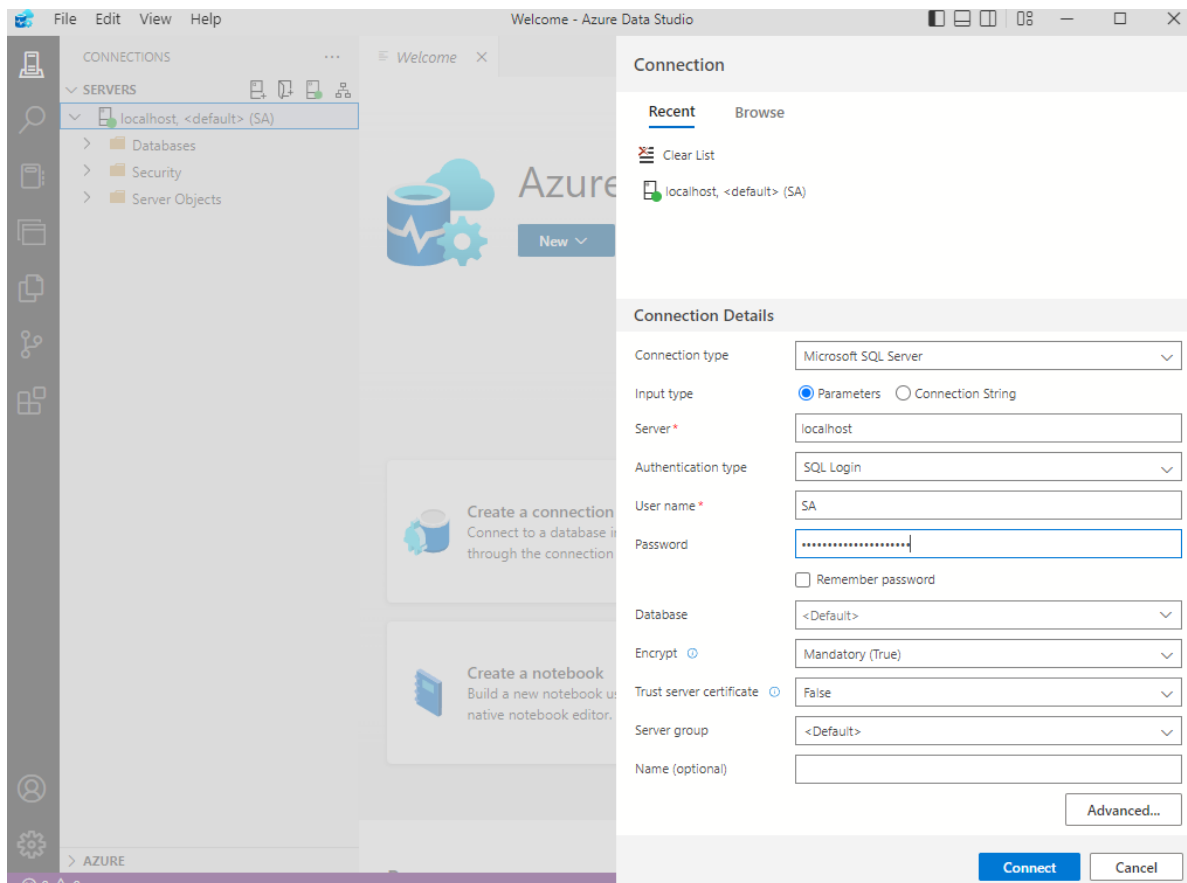 File Edit View Help
Welcome - Azure Data Studio
CONNECTIONS
SERVERS
localhost, <default> (SA)
Databases
Security
Server Objects
AZURE
Welcome
Azure
New
Create a connection
Connect to a database
through the connection
Create a notebook
Build a new notebook
native notebook editor.
Connection
Recent Browse
Clear List
localhost, <default> (SA)
Connection Details
Connection type Microsoft SQL Server
Input type Parameters Connection String
Server* localhost
Authentication type SQL Login
User name* SA
Password •••••••••••••••••••••
Remember password
Database <Default>
Encrypt Mandatory (True)
Trust server certificate False
Server group <Default>
Name (optional)
Advanced...
Connect Cancel